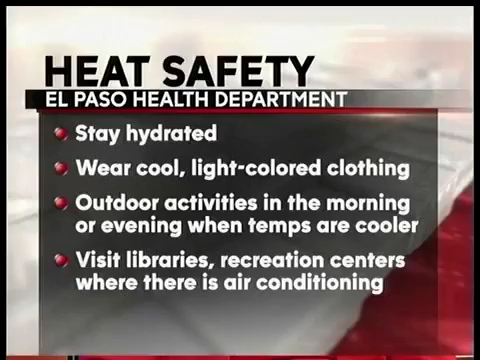 HEAT SAFETY
EL PASO HEALTH DEPARTMENT
Stay hydrated
Wear cool, light-colored clothing
Outdoor activities in the morning
or evening when temps are cooler
Visit libraries, recreation centers
where there is air conditioning